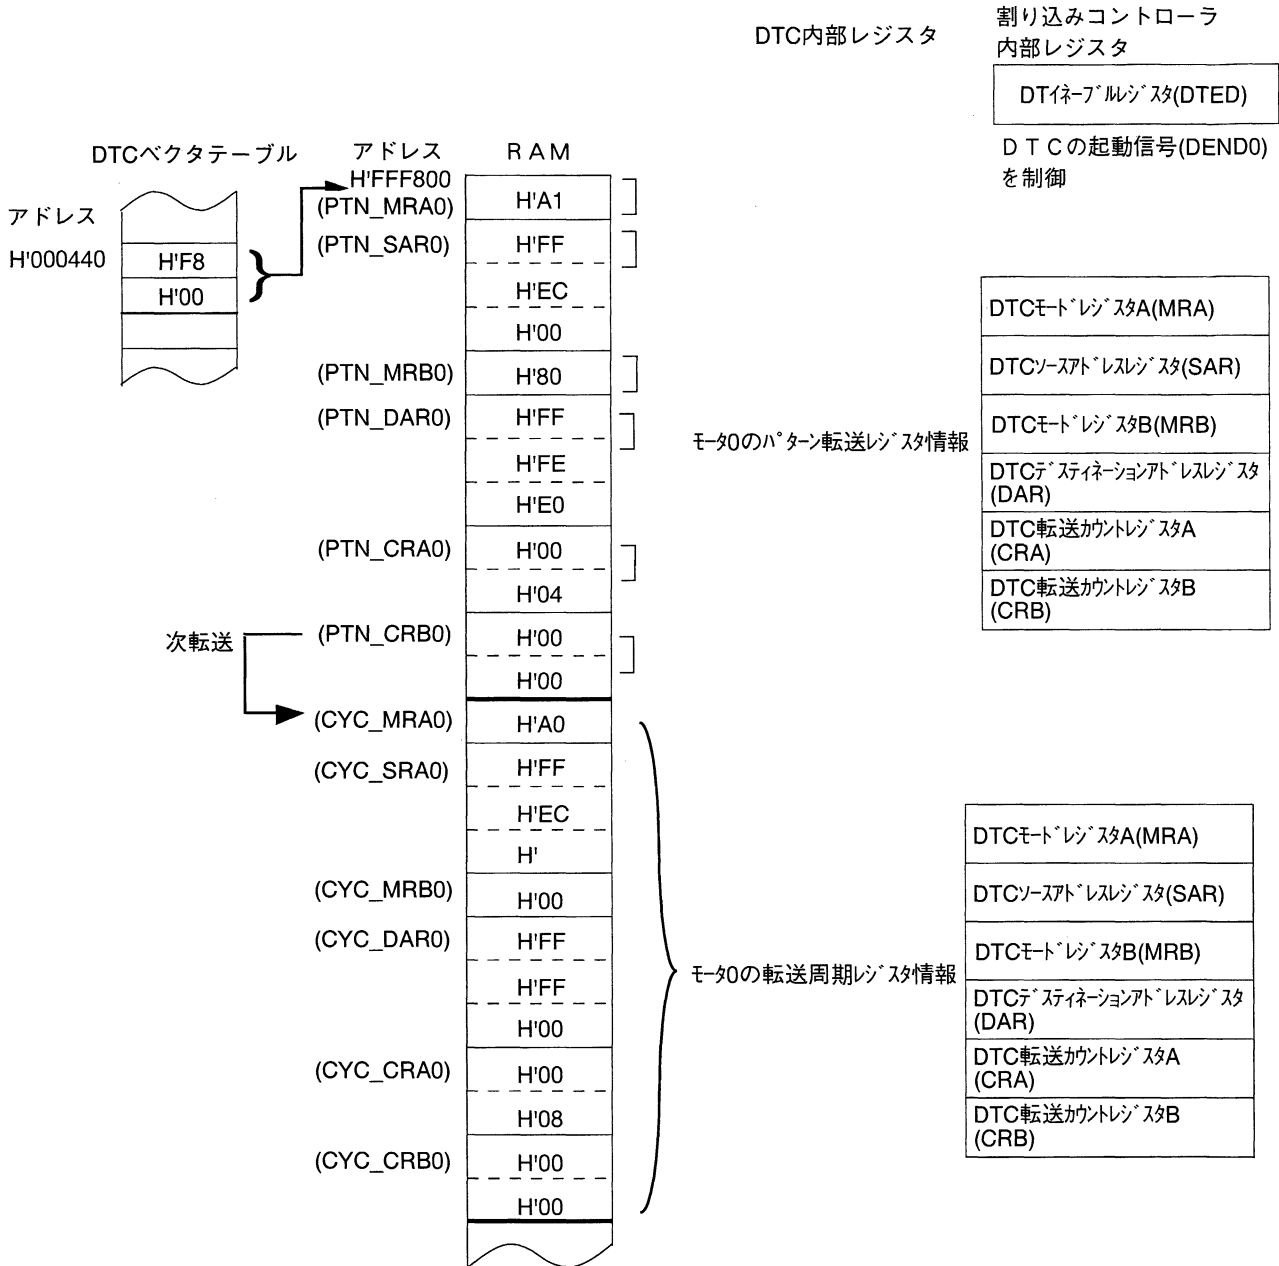 DTC内部レジスタ
割り込みコントローラ
内部レジスタ
DTイネーブルレジスタ(DTED)
DTCの起動信号(DEND0)
を制御
DTCベクタテーブル
アドレス
RAM
アドレス
H'000440
H'F8
H'00
H'FFF800
(PTN_MRA0)
H'A1
(PTN_SAR0)
H'FF
H'EC
H'00
(PTN_MRB0)
H'80
(PTN_DAR0)
H'FF
H'FE
H'E0
(PTN_CRA0)
H'00
H'04
次転送
(PTN_CRB0)
H'00
H'00
モータ0のパターン転送レジスタ情報
DTCモードレジスタA(MRA)
DTCソースアドレスレジスタ(SAR)
DTCモードレジスタB(MRB)
DTCデスティネーションアドレスレジスタ
(DAR)
DTC転送カウントレジスタA
(CRA)
DTC転送カウントレジスタB
(CRB)
(CYC_MRA0)
H'A0
(CYC_SRA0)
H'FF
H'EC
H'
(CYC_MRB0)
H'00
(CYC_DAR0)
H'FF
H'FF
H'00
(CYC_CRA0)
H'00
H'08
(CYC_CRB0)
H'00
H'00
モータ0の転送周期レジスタ情報
DTCモードレジスタA(MRA)
DTCソースアドレスレジスタ(SAR)
DTCモードレジスタB(MRB)
DTCデスティネーションアドレスレジスタ
(DAR)
DTC転送カウントレジスタA
(CRA)
DTC転送カウントレジスタB
(CRB)